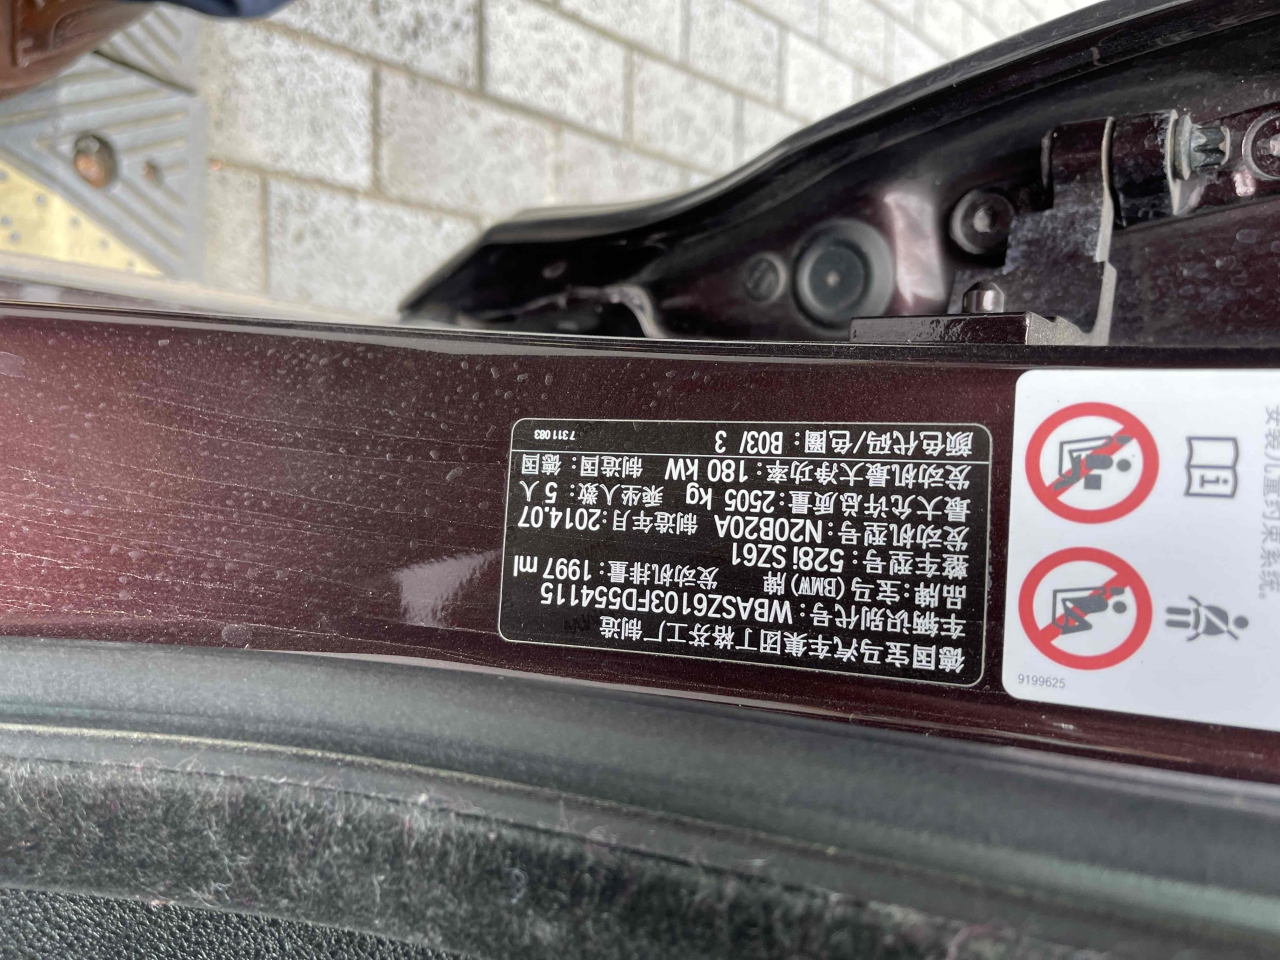 德国宝马汽车集团丁格芬工厂制造
车辆识别代号：WBASZ6103FD554115
品牌：宝马(BMW)牌 发动机排量：1997 ml
整车型号：528i SZ61
发动机型号：N20B20A 制造年月：2014.07
最大允许总质量：2505 kg 乘坐人数：5 人
发动机最大净功率：180 kW 制造国：德国
颜色代码/色圈：B03/ 3
7 311 083
9199625